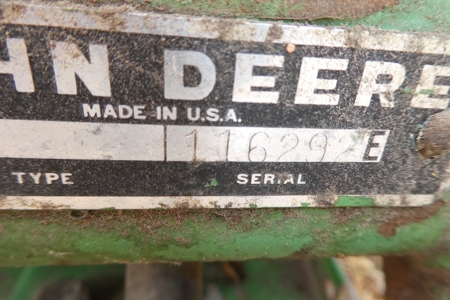 HN DEERE
MADE IN U.S.A.
116292E
TYPE SERIAL